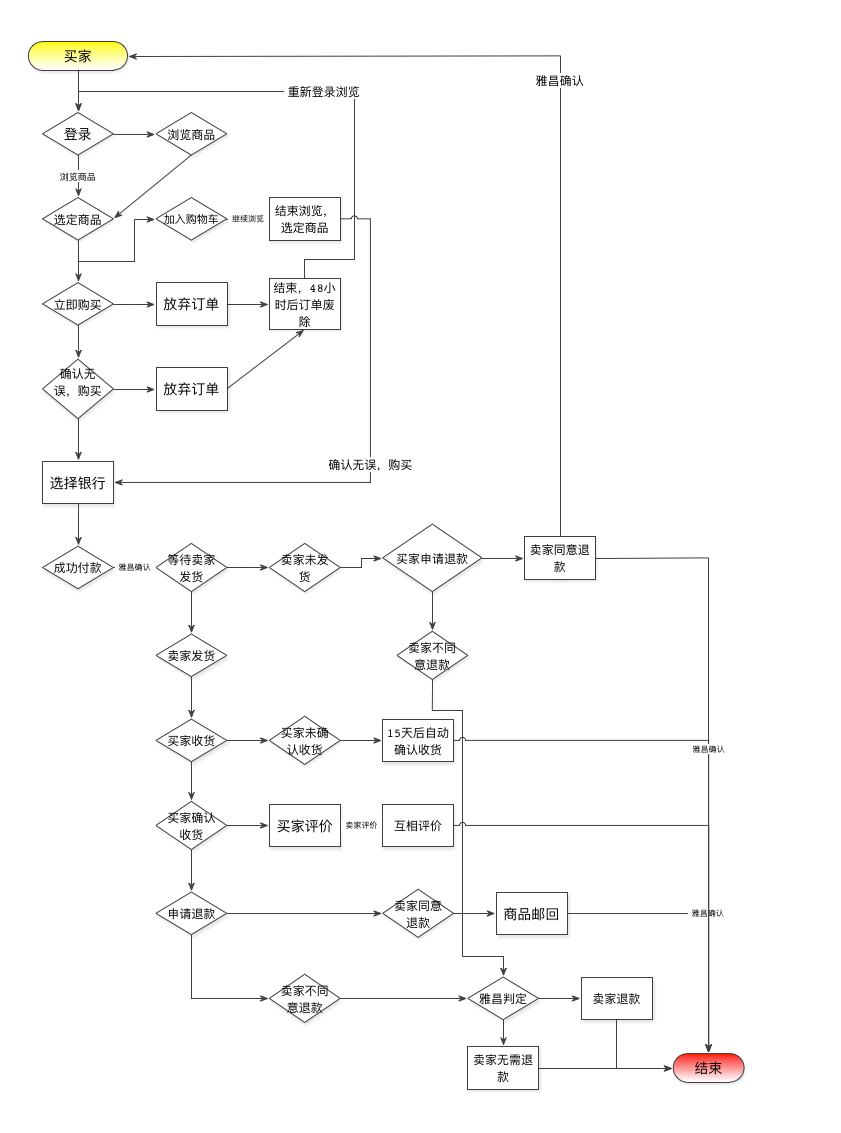 买家
雅昌确认
重新登录浏览
登录
浏览商品
浏览商品
选定商品
加入购物车
继续浏览
结束浏览，
选定商品
立即购买
放弃订单
结束，48小
时后订单废
除
确认无
误，购买
放弃订单
确认无误，购买
选择银行
成功付款
雅昌确认
等待卖家
发货
卖家未发
货
买家申请退款
卖家同意退
款
卖家发货
卖家不同
意退款
买家收货
买家未确
认收货
15天后自动
确认收货
雅昌确认
买家确认
收货
买家评价
卖家评价
互相评价
申请退款
卖家同意
退款
商品邮回
雅昌确认
卖家不同
意退款
雅昌判定
卖家退款
卖家无需退
款
结束